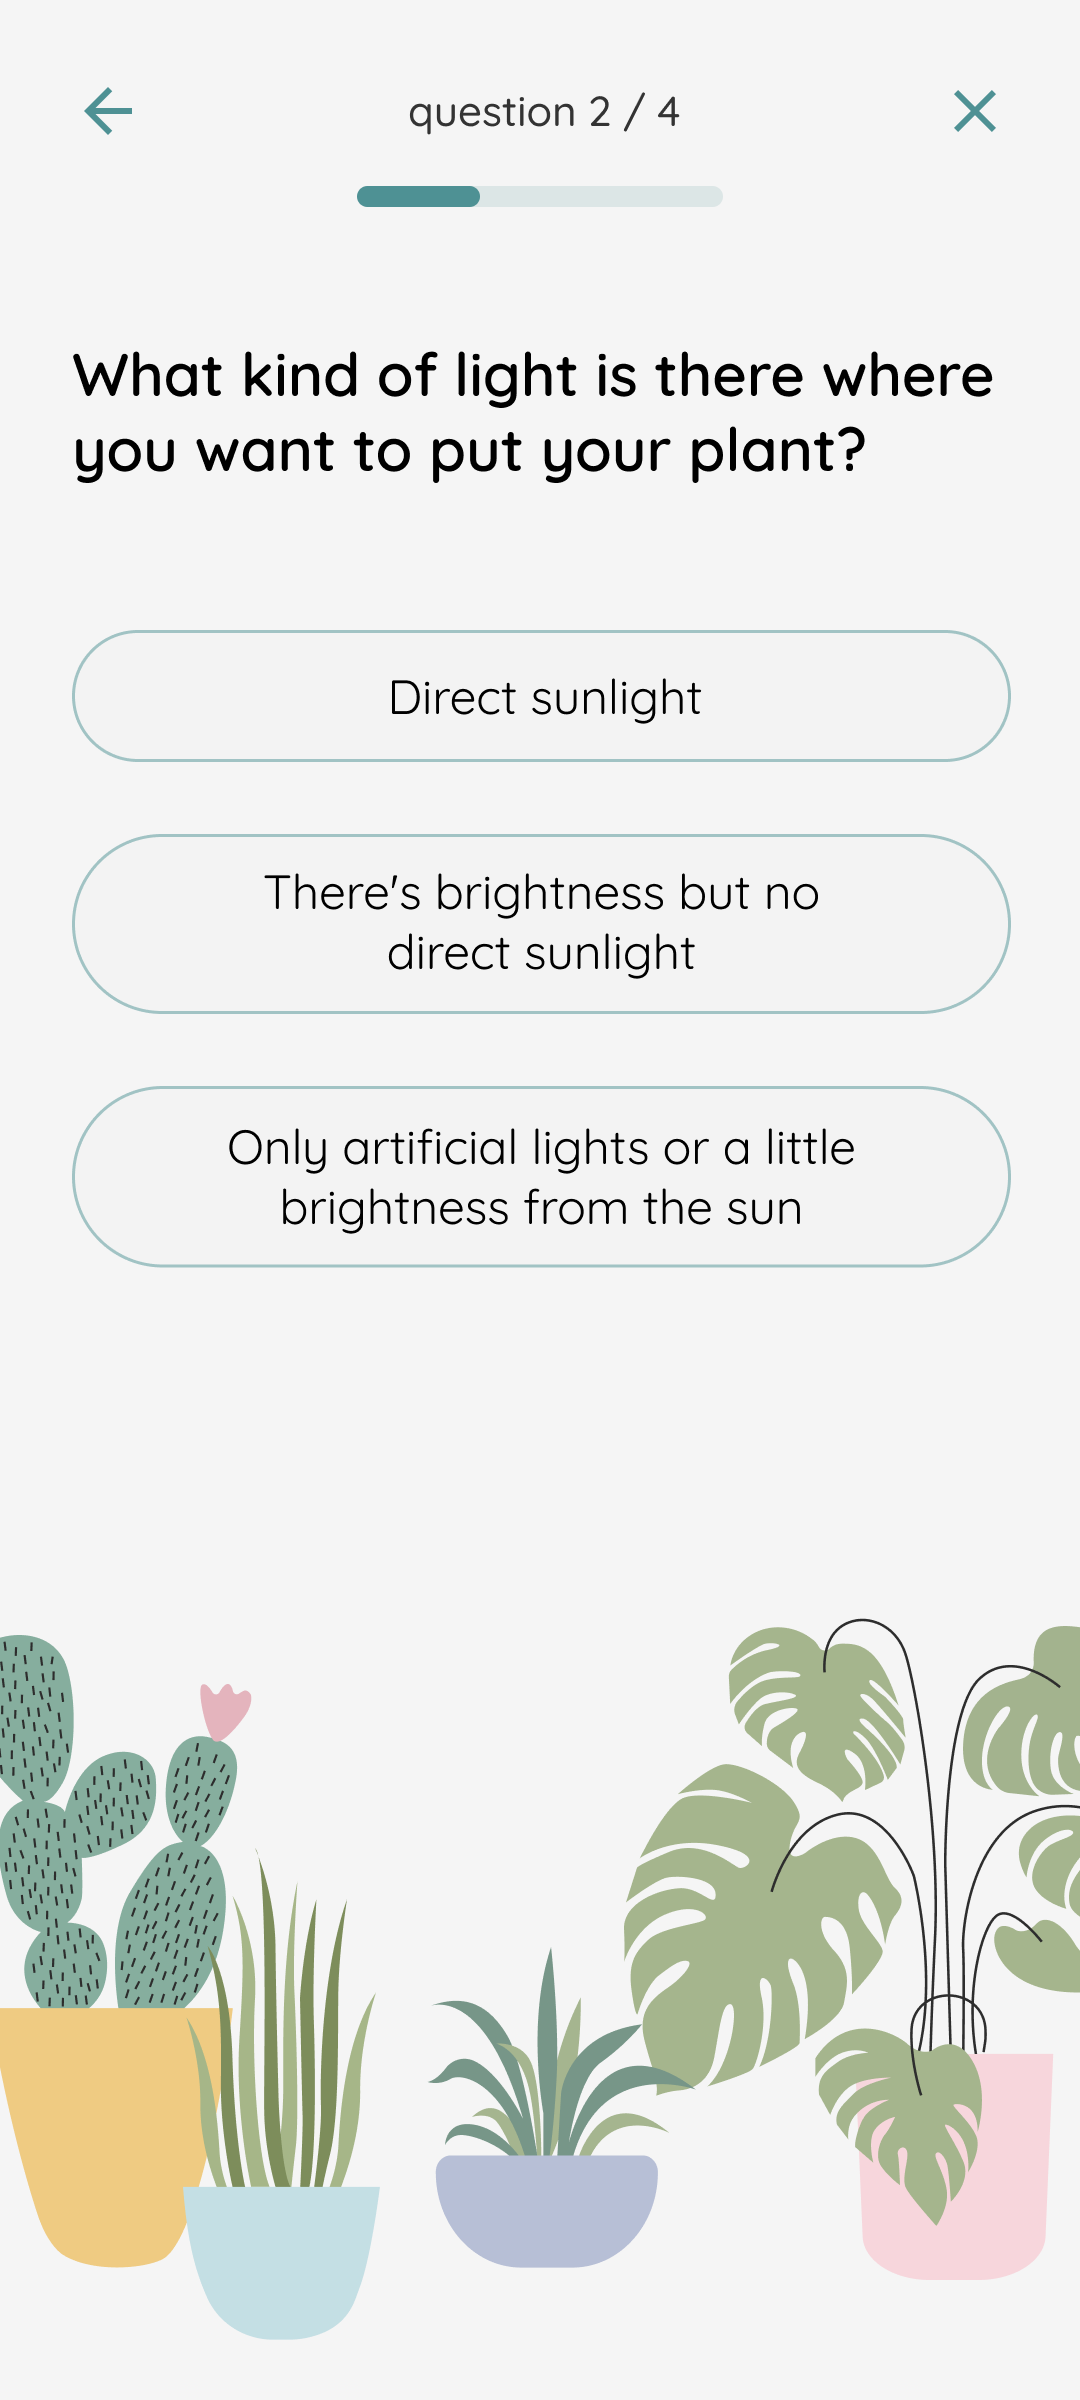 question 2 / 4
What kind of light is there where
you want to put your plant?
Direct sunlight
There's brightness but no
direct sunlight
Only artificial lights or a little
brightness from the sun